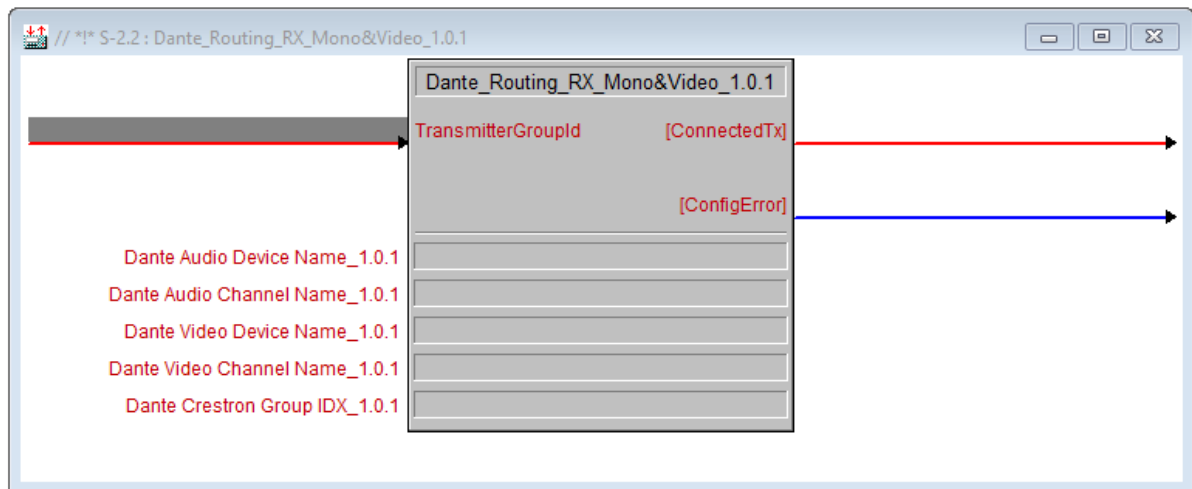 // *!* S-2.2 : Dante_Routing_RX_Mono&Video_1.0.1
Dante_Routing_RX_Mono&Video_1.0.1
TransmitterGroupId [ConnectedTx]
[ConfigError]
Dante Audio Device Name_1.0.1
Dante Audio Channel Name_1.0.1
Dante Video Device Name_1.0.1
Dante Video Channel Name_1.0.1
Dante Crestron Group IDX_1.0.1